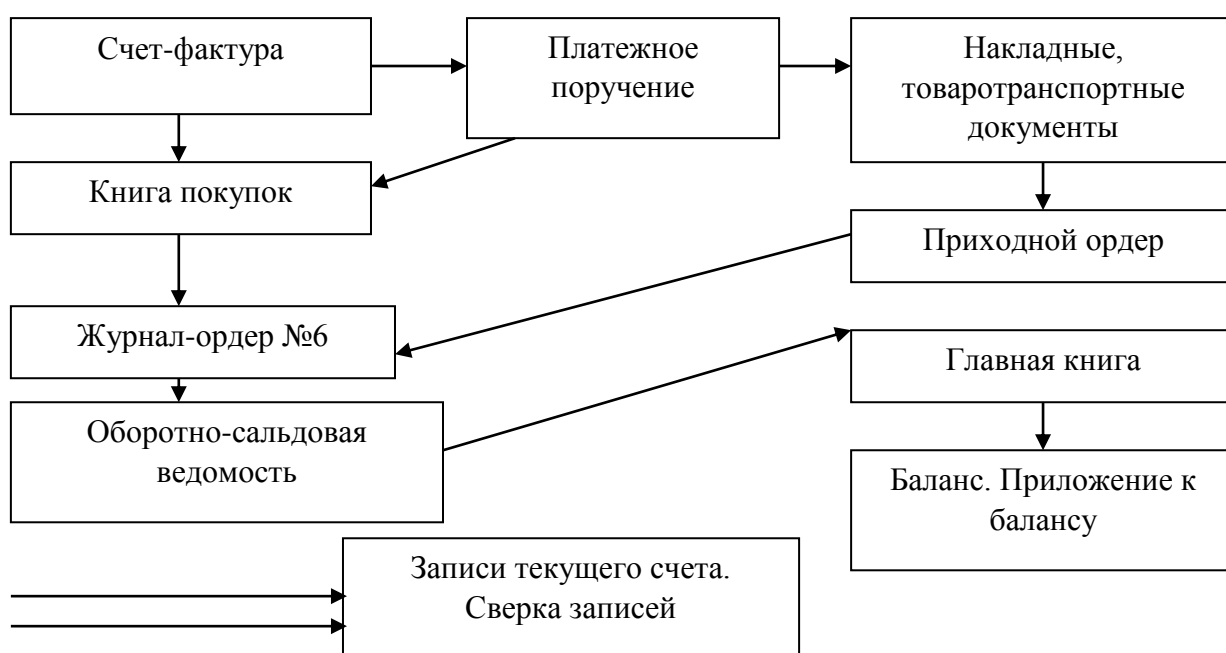 Счет-фактура
Платежное
поручение
Накладные,
товаротранспортные
документы
Книга покупок
Приходной ордер
Журнал-ордер №6
Главная книга
Оборотно-сальдовая
ведомость
Баланс. Приложение к
балансу
Записи текущего счета.
Сверка записей